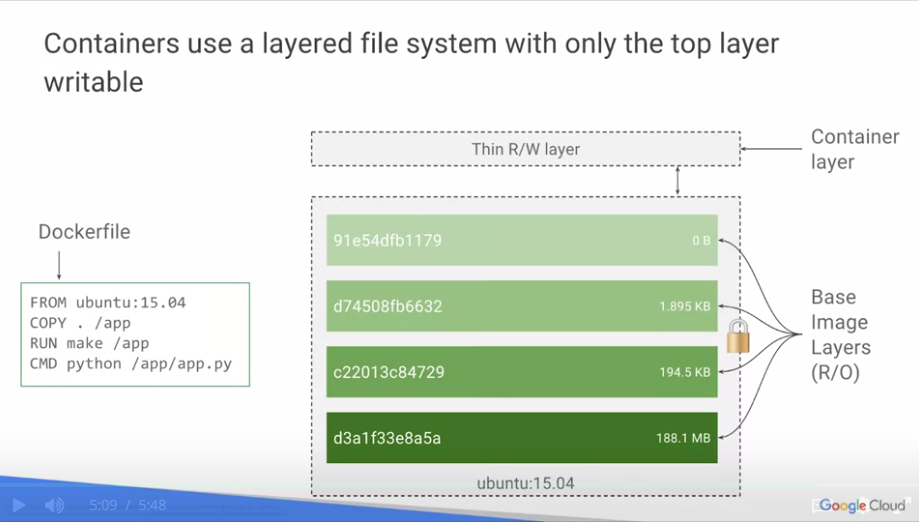 Containers use a layered file system with only the top layer
writable
Thin R/W layer
Container
layer
Dockerfile
FROM ubuntu:15.04
COPY . /app
RUN make /app
CMD python /app/app.py
91e54dfb1179
0 B
d74508fb6632
1.895 KB
c22013c84729
194.5 KB
d3a1f33e8a5a
188.1 MB
ubuntu:15.04
Base
Image
Layers
(R/O)
5:09 / 5:48
Google Cloud